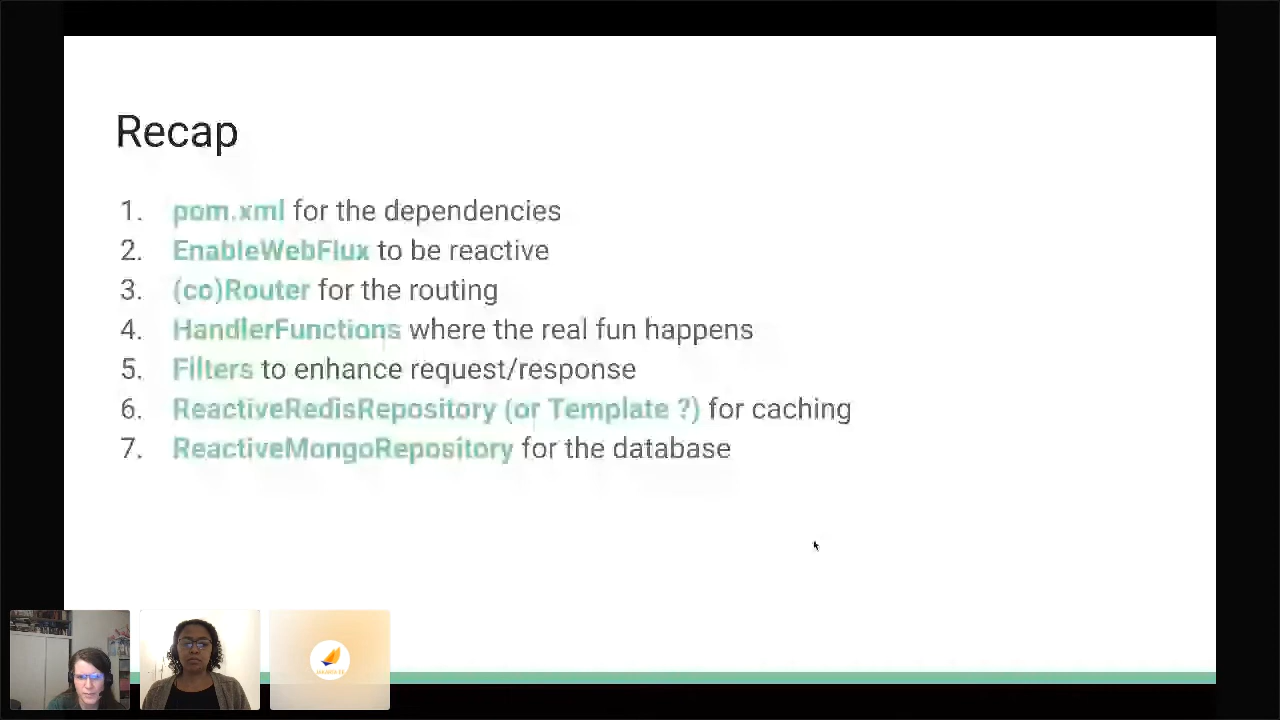 Recap
1. pom.xml for the dependencies
2. EnableWebFlux to be reactive
3. (co)Router for the routing
4. HandlerFunctions where the real fun happens
5. Filters to enhance request/response
6. ReactiveRedisRepository (or Template ?) for caching
7. ReactiveMongoRepository for the database